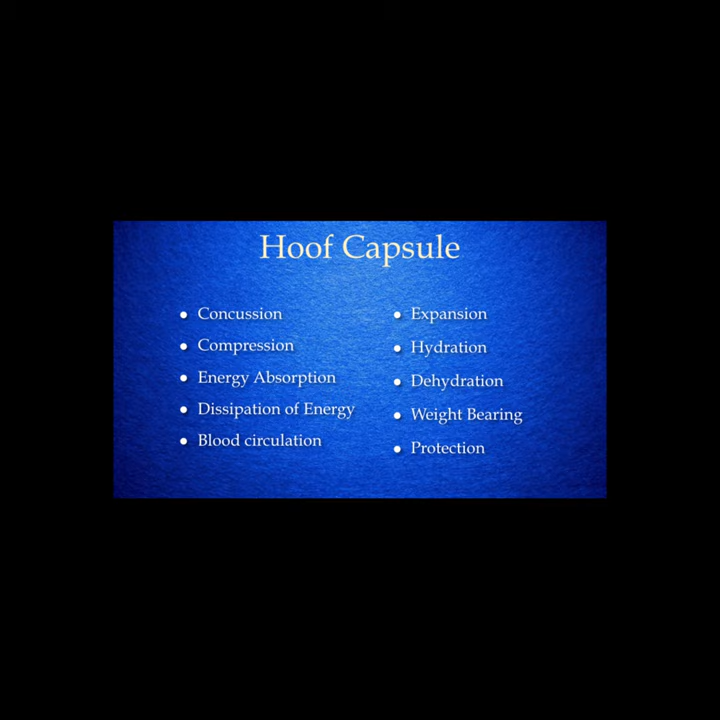 Hoof Capsule
• Concussion
• Compression
• Energy Absorption
• Dissipation of Energy
• Blood circulation
• Expansion
• Hydration
• Dehydration
• Weight Bearing
• Protection